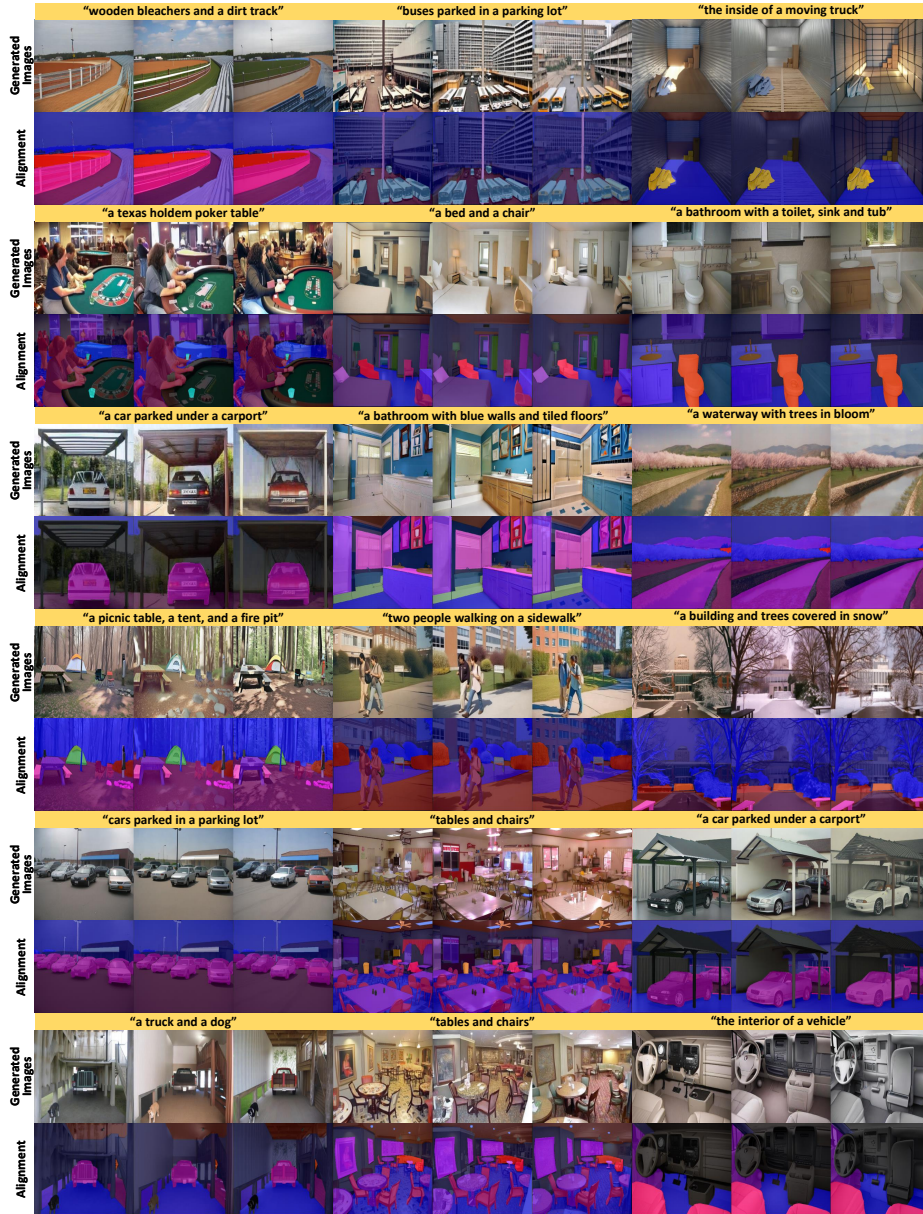 "wooden bleachers and a dirt track" "buses parked in a parking lot" "the inside of a moving truck"
Generated Images
Alignment
"a texas holdem poker table" "a bed and a chair" "a bathroom with a toilet, sink and tub"
Generated Images
Alignment
"a car parked under a carport" "a bathroom with blue walls and tiled floors" "a waterway with trees in bloom"
Generated Images
Alignment
"a picnic table, a tent, and a fire pit" "two people walking on a sidewalk" "a building and trees covered in snow"
Generated Images
Alignment
"cars parked in a parking lot" "tables and chairs" "a car parked under a carport"
Generated Images
Alignment
"a truck and a dog" "tables and chairs" "the interior of a vehicle"
Generated Images
Alignment